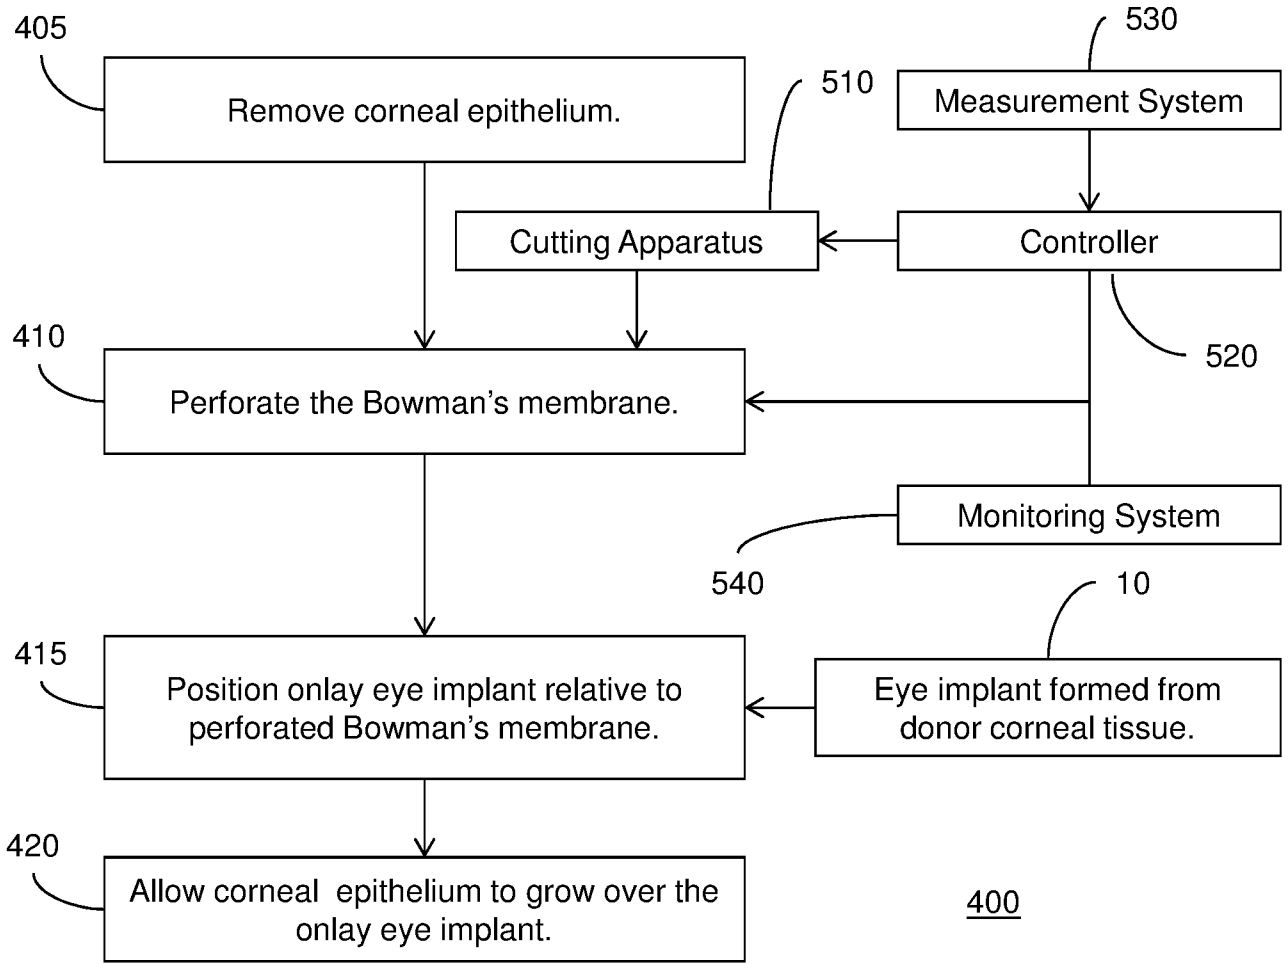 530
405
510
Measurement System
Remove corneal epithelium.
Cutting Apparatus
Controller
410
520
Perforate the Bowman's membrane.
Monitoring System
540
10
415
Position onlay eye implant relative to
perforated Bowman's membrane.
Eye implant formed from
donor corneal tissue.
420
Allow corneal epithelium to grow over the
onlay eye implant.
400